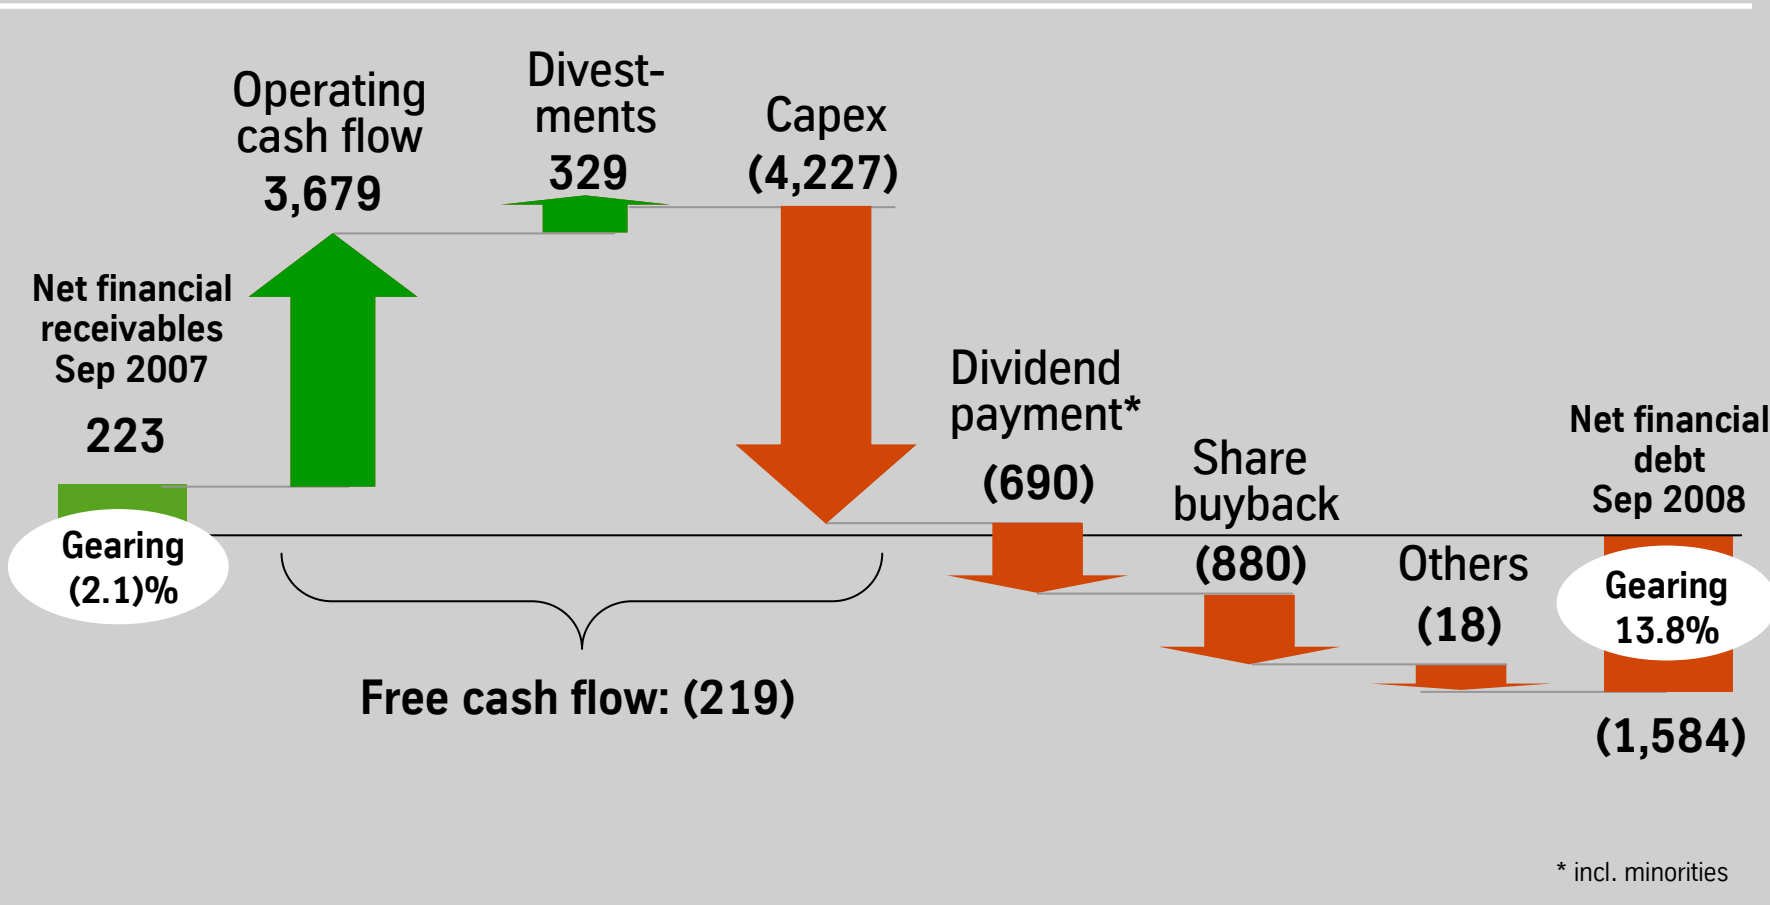 Net financial
receivables
Sep 2007
223
Gearing
(2.1)%
Operating
cash flow
3,679
Divest-
ments
329
Capex
(4,227)
Free cash flow: (219)
Dividend
payment*
(690)
Share
buyback
(880)
Others
(18)
Net financial
debt
Sep 2008
Gearing
13.8%
(1,584)
* incl. minorities